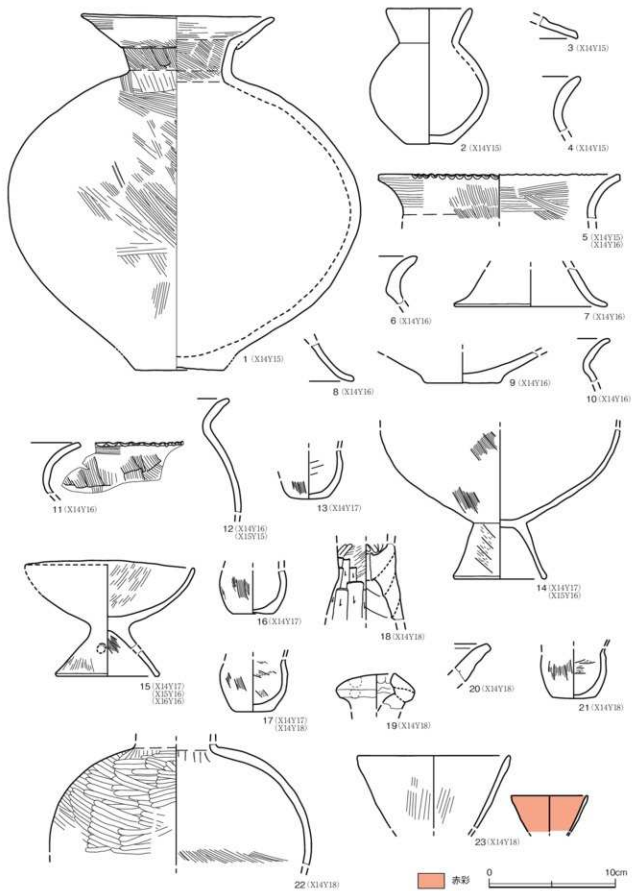 1 (X14Y15)
2 (X14Y15)
3 (X14Y15)
4 (X14Y15)
5 (X14Y15)
(X14Y16)
6 (X14Y16)
7 (X14Y16)
8 (X14Y16)
9 (X14Y16)
10 (X14Y16)
11 (X14Y16)
12 (X14Y16)
(X15Y15)
13 (X14Y17)
14 (X14Y17)
(X15Y16)
15 (X14Y17)
(X15Y16)
(X16Y16)
16 (X14Y17)
17 (X14Y17)
(X14Y18)
18 (X14Y18)
19 (X14Y18)
20 (X14Y18)
21 (X14Y18)
22 (X14Y18)
23 (X14Y18)
赤彩
0 10cm